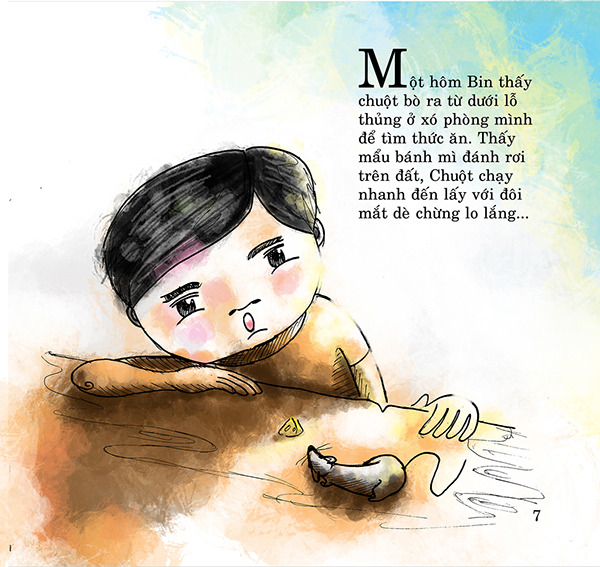 Một hôm Bin thấy
chuột bò ra từ dưới lỗ
thủng ở xó phòng mình
để tìm thức ăn. Thấy
mẩu bánh mì đánh rơi
trên đất, Chuột chạy
nhanh đến lấy với đôi
mắt dè chừng lo lắng...
7